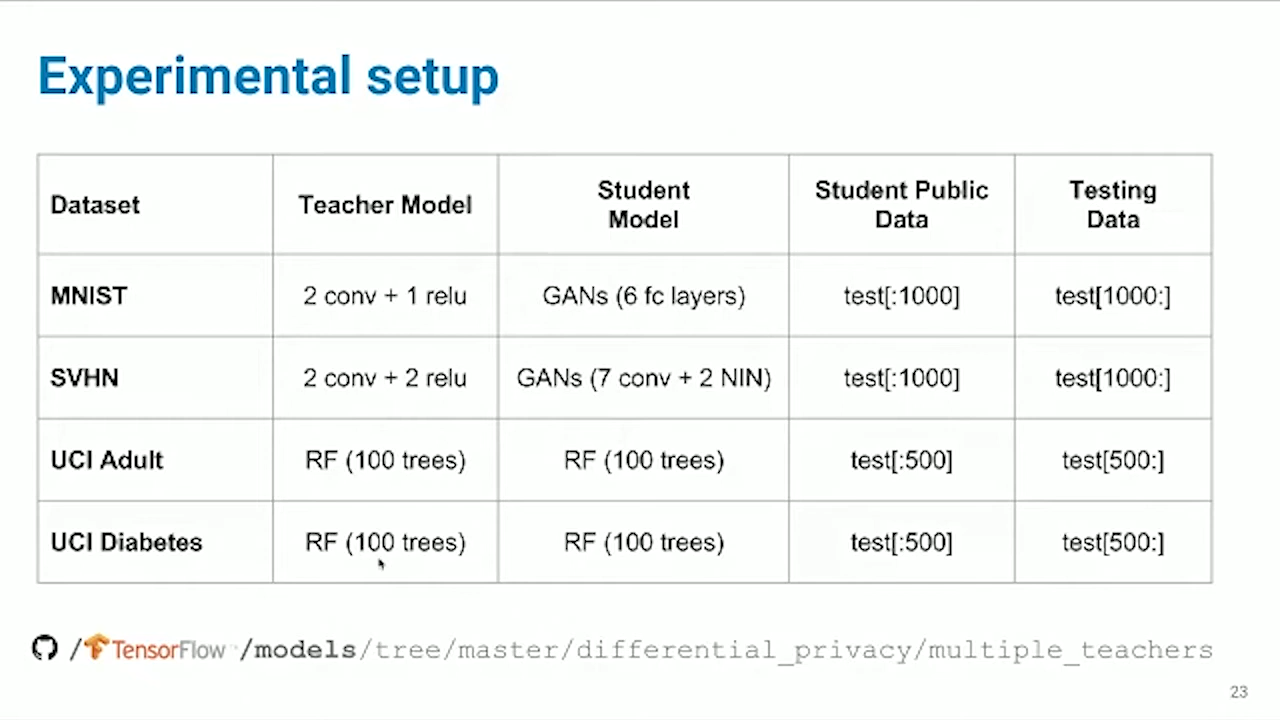 Experimental setup
Dataset
Teacher Model
Student
Model
Student Public
Data
Testing
Data
MNIST
2 conv + 1 relu
GANs (6 fc layers)
test[:1000]
test[1000:]
SVHN
2 conv + 2 relu
GANs (7 conv + 2 NIN)
test[:1000]
test[1000:]
UCI Adult
RF (100 trees)
RF (100 trees)
test[:500]
test[500:]
UCI Diabetes
RF (100 trees)
RF (100 trees)
test[:500]
test[500:]
/TensorFlow /models/tree/master/differential_privacy/multiple_teachers
23